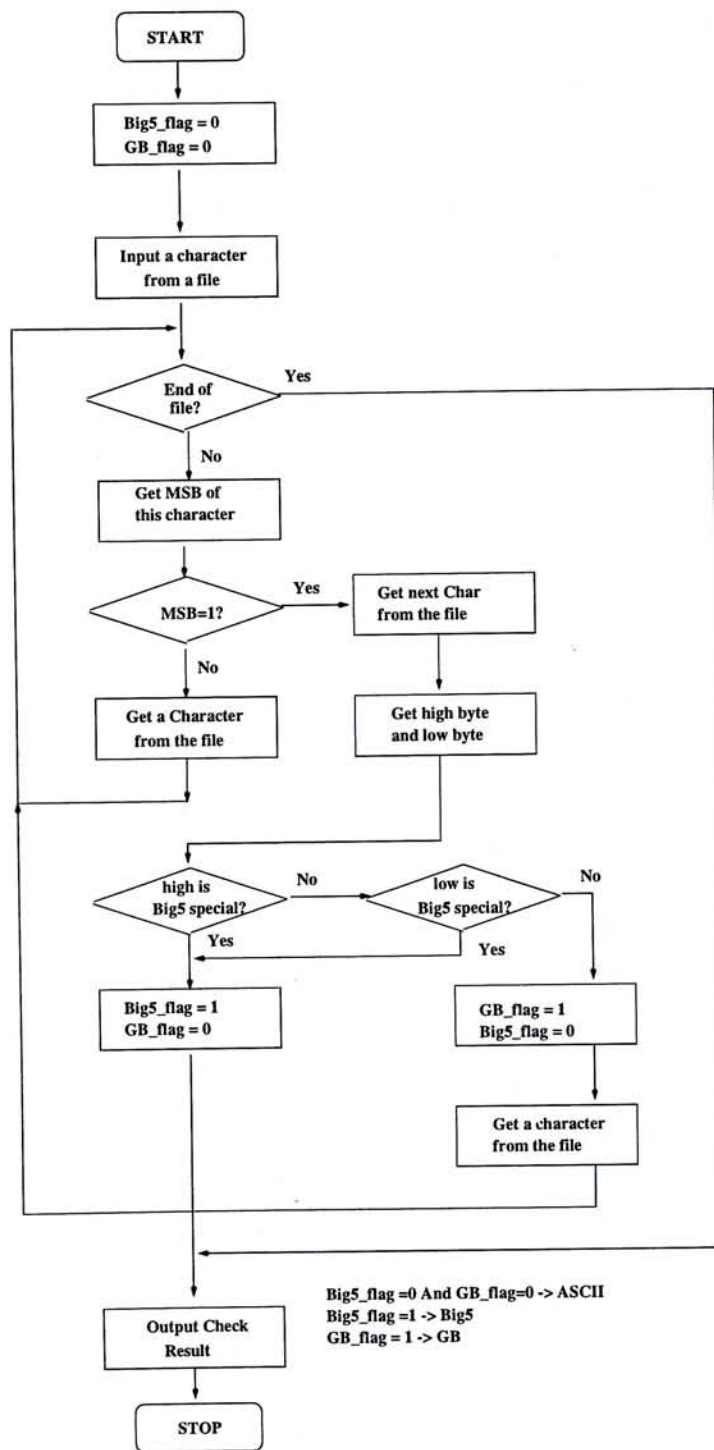 START
Big5_flag = 0
GB_flag = 0
Input a character
from a file
End of
file?
Yes
No
Get MSB of
this character
MSB=1?
Yes
Get next Char
from the file
No
Get a Character
from the file
Get high byte
and low byte
high is
Big5 special?
No
low is
Big5 special?
No
Yes
Yes
Big5_flag = 1
GB_flag = 0
GB_flag = 1
Big5_flag = 0
Get a character
from the file
Big5_flag =0 And GB_flag=0 -> ASCII
Big5_flag =1 -> Big5
GB_flag = 1 -> GB
Output Check
Result
STOP